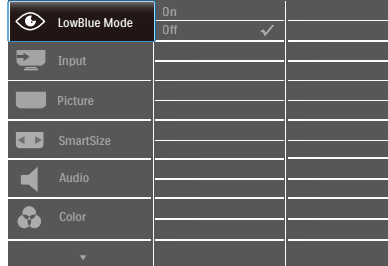 LowBlue Mode
On
Off
Input
Picture
SmartSize
Audio
Color